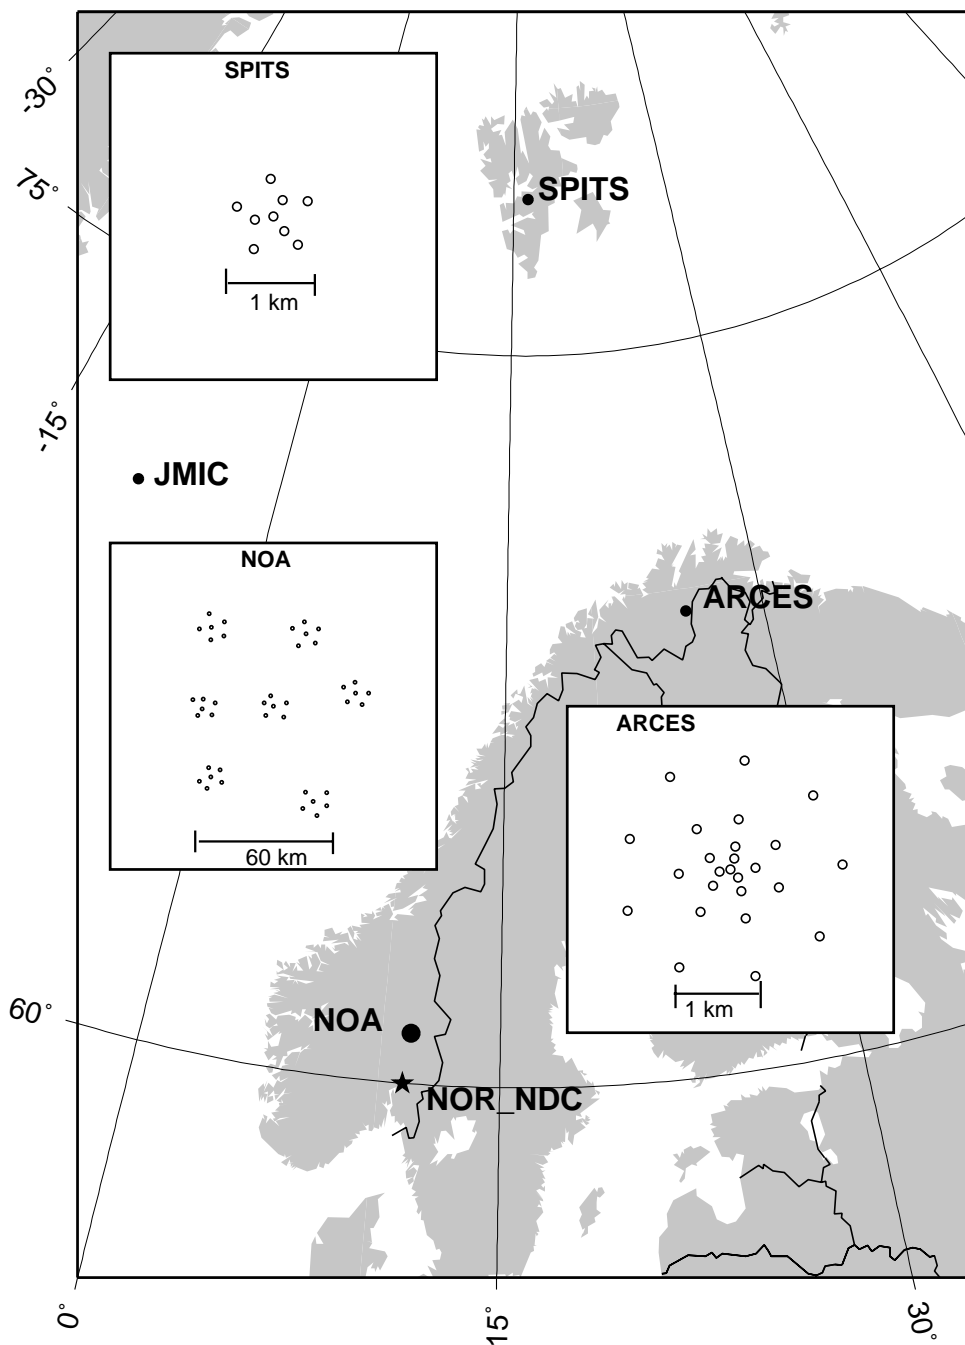 -30°
SPITS
75°
SPITS
1 km
-15°
JMIC
NOA
ARCES
ARCES
60 km
1 km
60°
NOA
NOR_NDC
0°
15°
30°